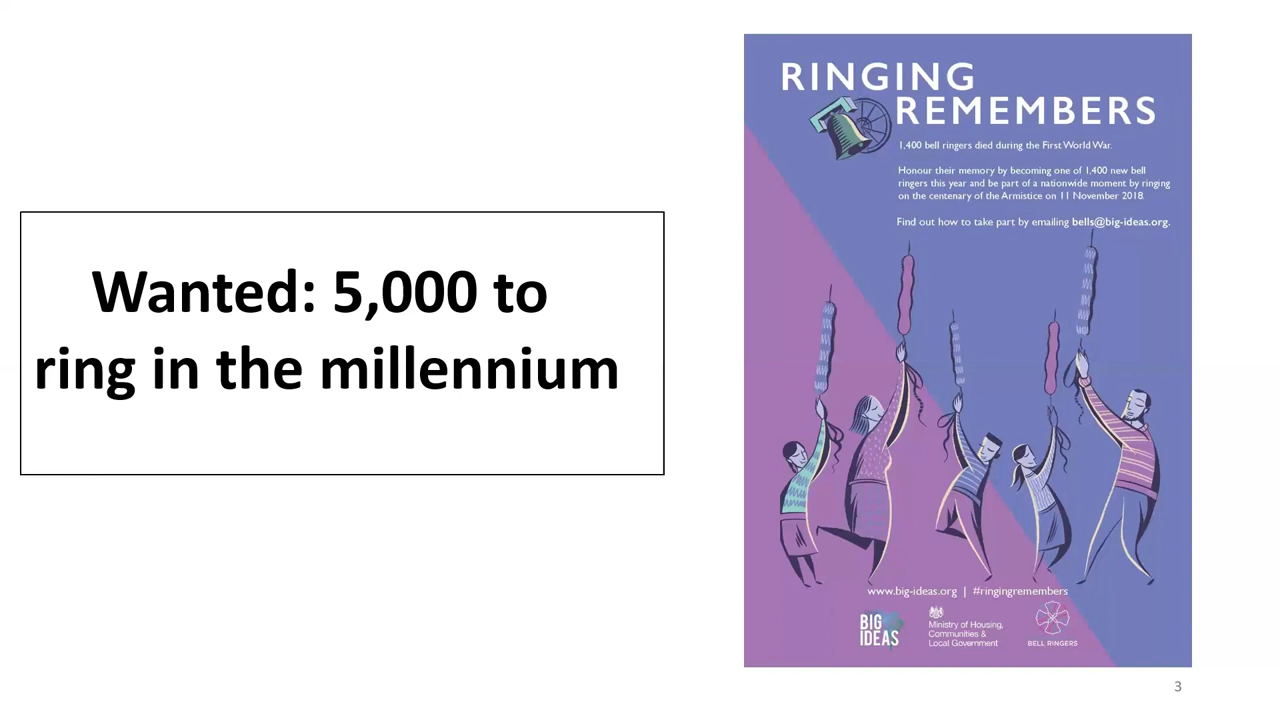 Wanted: 5,000 to
ring in the millennium
RINGING
REMEMBERS
1,400 bell ringers died during the First World War.
Honour their memory by becoming one of 1,400 new bell
ringers this year and be part of a nationwide moment by ringing
on the centenary of the Armistice on 11 November 2018.
Find out how to take part by emailing bells@big-ideas.org.
www.big-ideas.org | #ringingremembers
BIG
IDEAS
Ministry of Housing,
Communities &
Local Government
BELL RINGERS
3